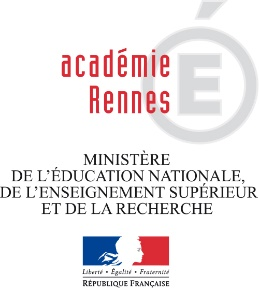 académie
Rennes
É
MINISTÈRE
DE L'ÉDUCATION NATIONALE,
DE L'ENSEIGNEMENT SUPÉRIEUR
ET DE LA RECHERCHE
Liberté • Égalité • Fraternité
RÉPUBLIQUE FRANÇAISE